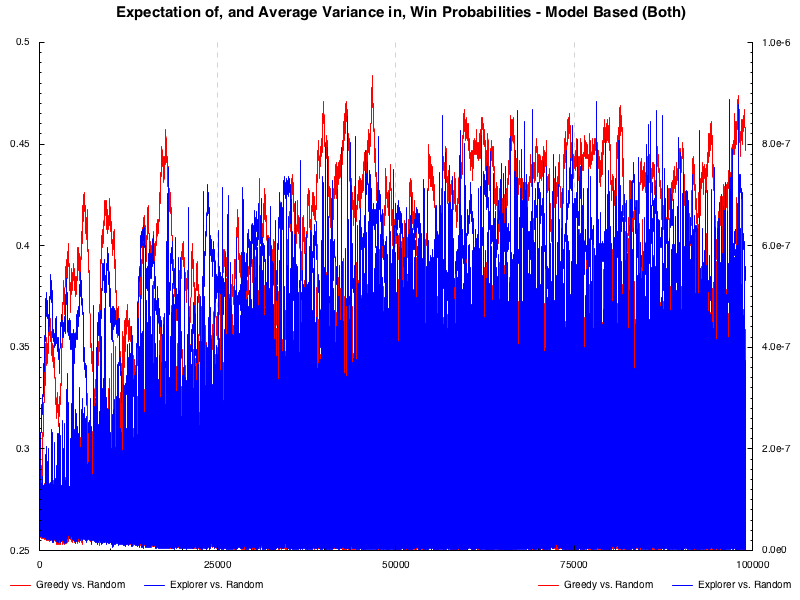 Expectation of, and Average Variance in, Win Probabilities - Model Based (Both)
0.5 1.0e-6
0.45 8.0e-7
0.4 6.0e-7
0.35 4.0e-7
0.3 2.0e-7
0.25 0.0e0
0 25000 50000 75000 100000
Greedy vs. Random Explorer vs. Random Greedy vs. Random Explorer vs. Random